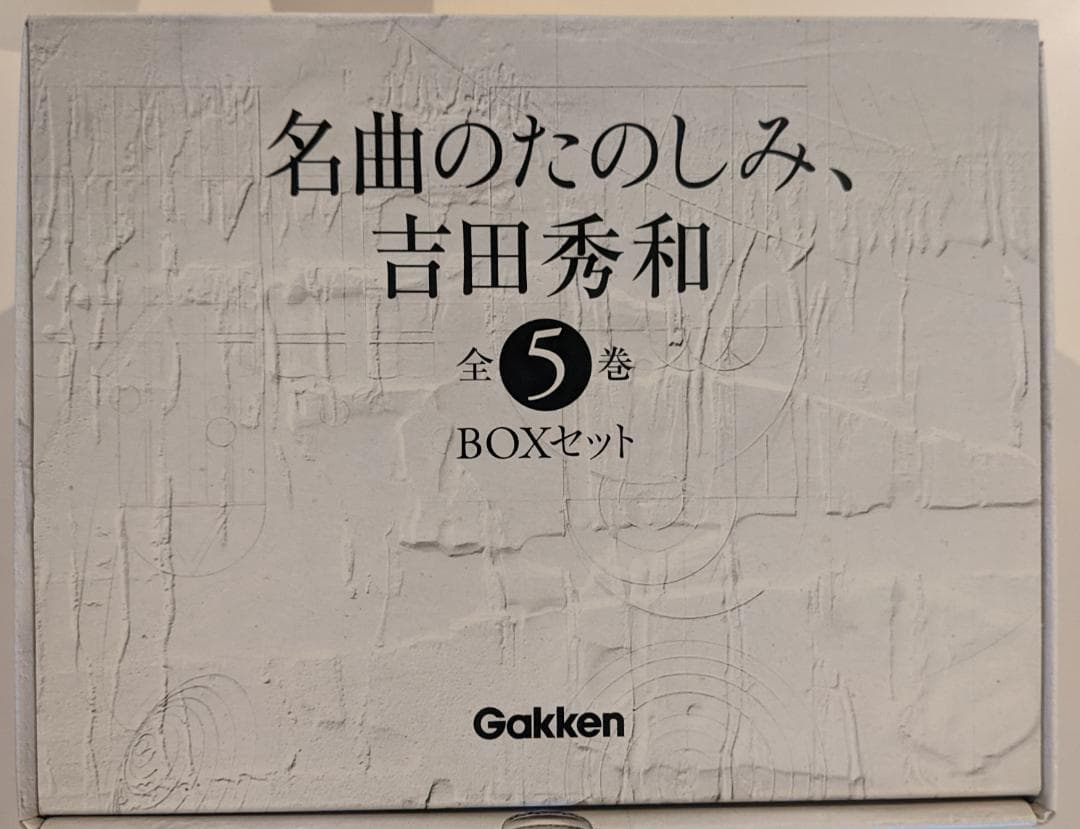 名曲のたのしみ、
吉田秀和
全5巻
BOXセット
Gakken